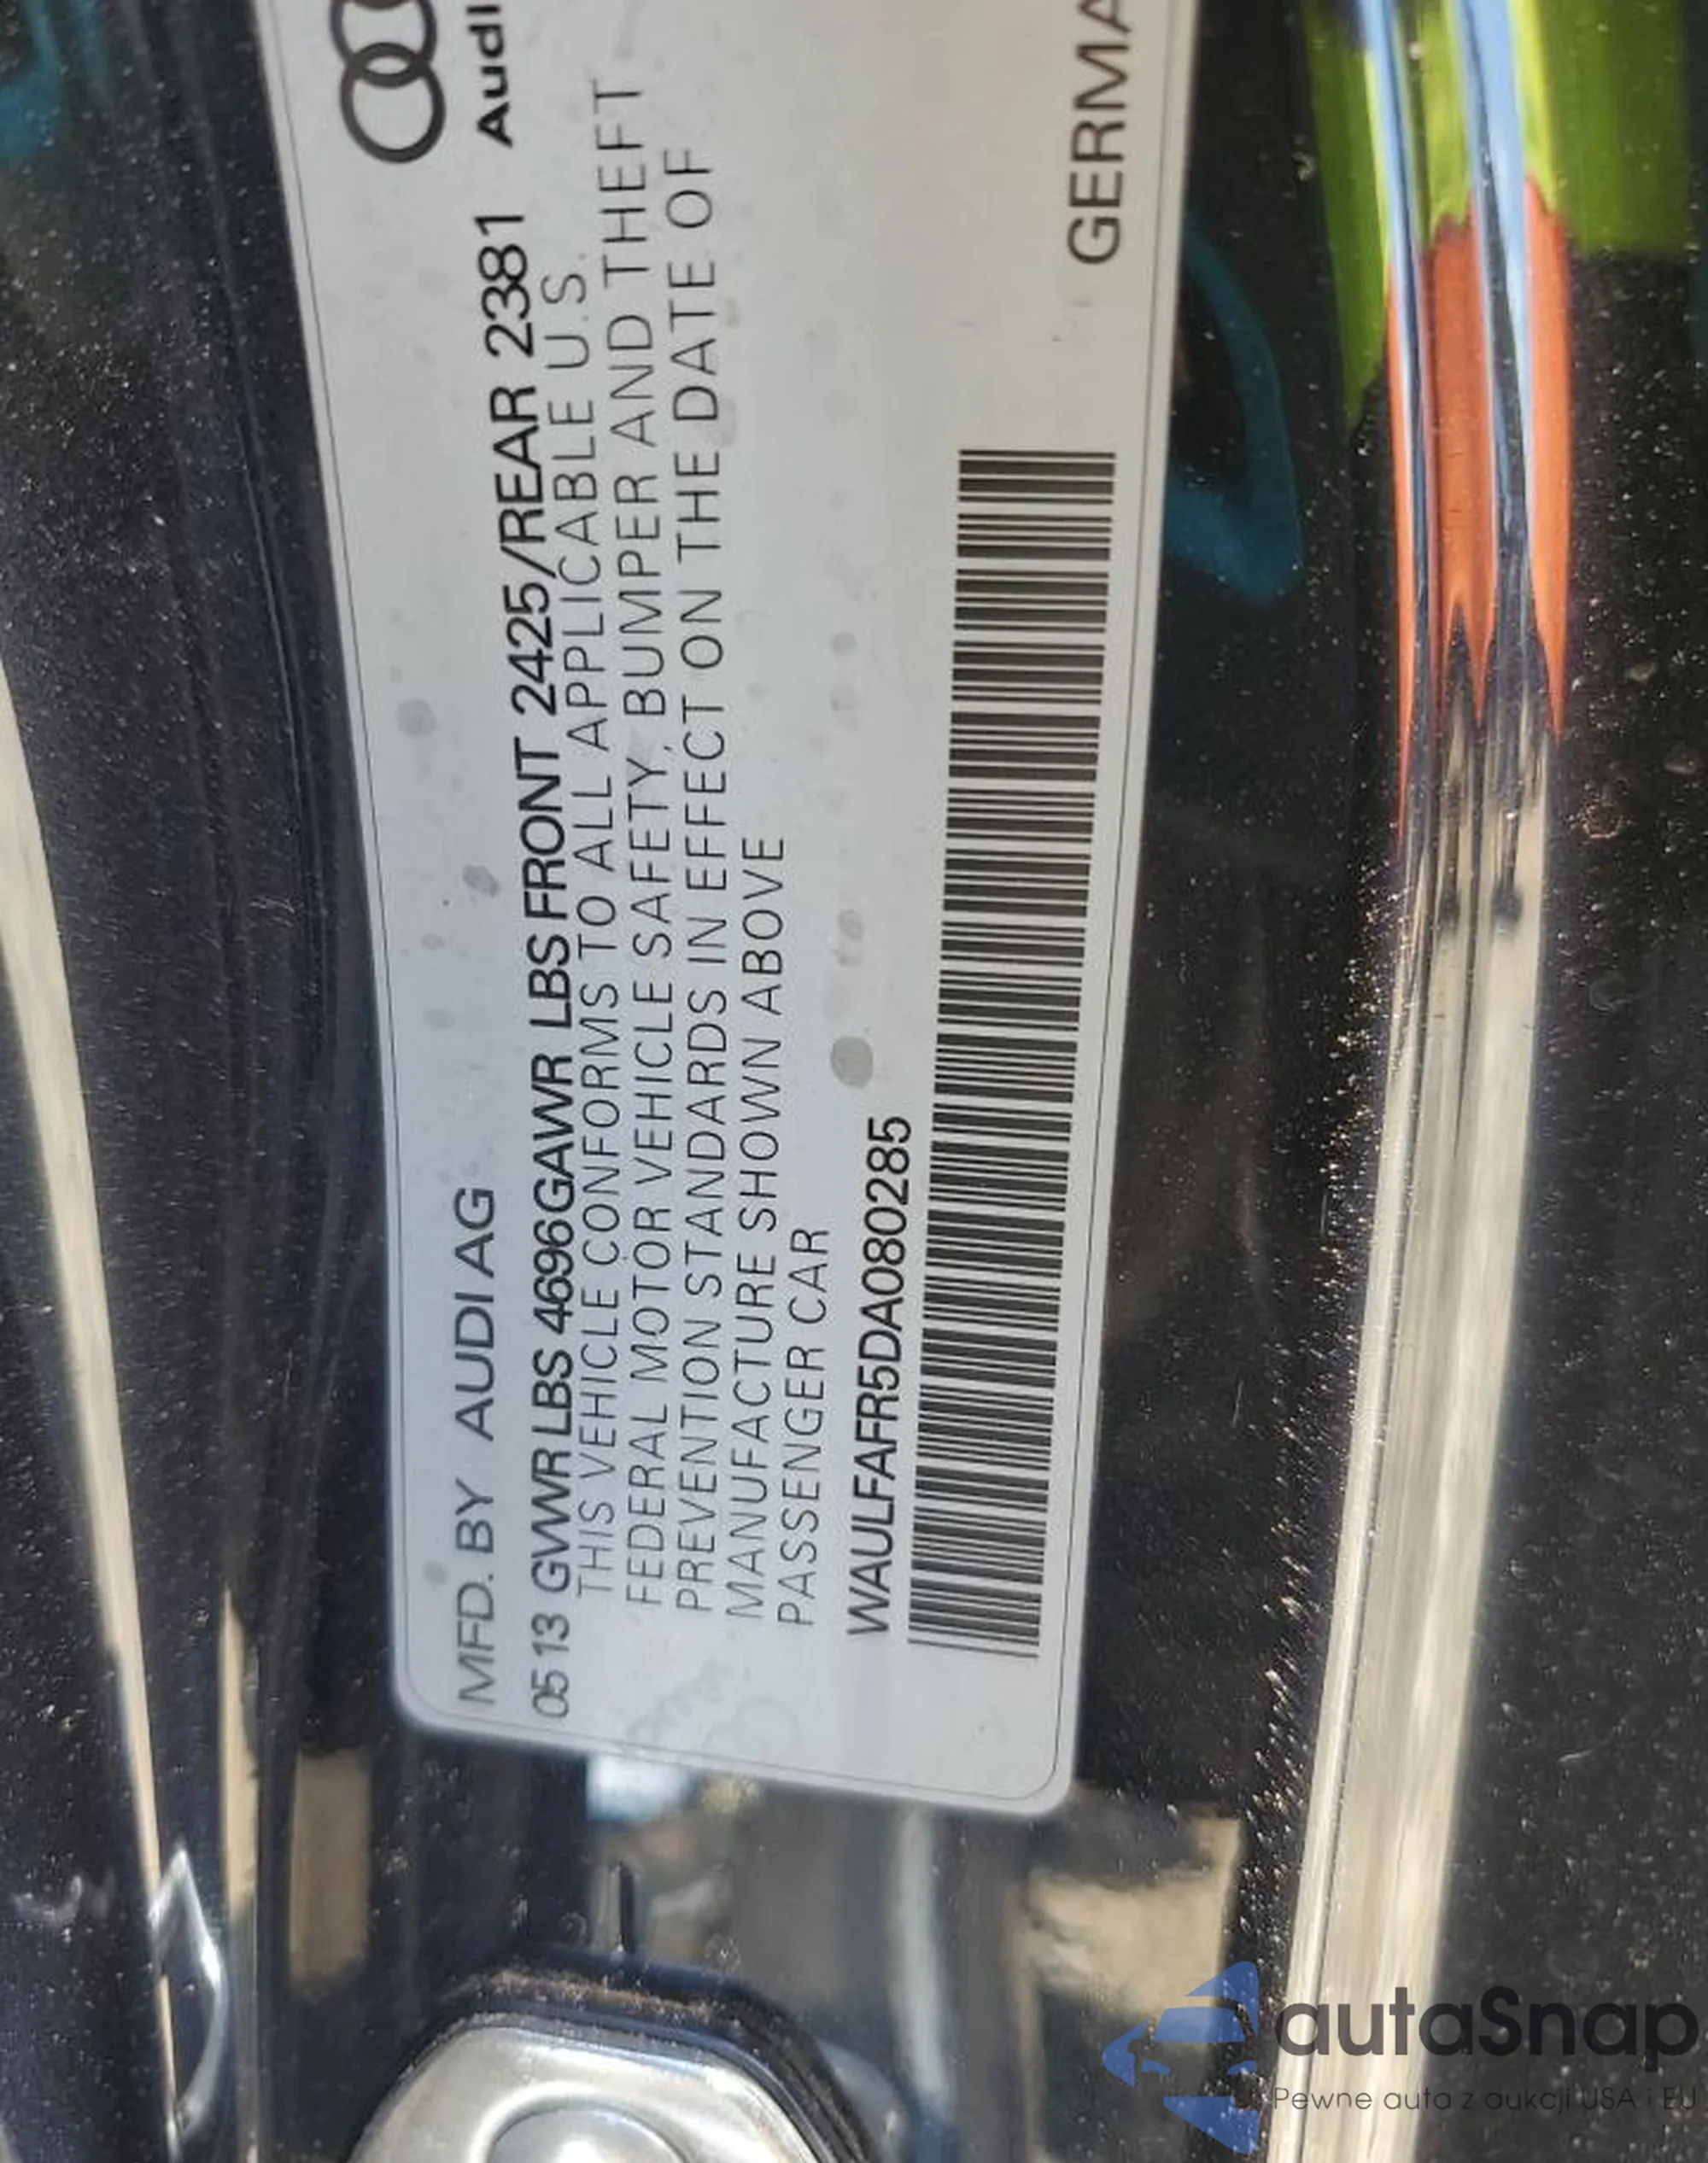 MFD. BY AUDI AG
0513 GVWR LBS 4696 GAWR LBS FRONT 2425/REAR 2381 Audi
THIS VEHICLE CONFORMS TO ALL APPLICABLE U.S.
FEDERAL MOTOR VEHICLE SAFETY, BUMPER AND THEFT
PREVENTION STANDARDS IN EFFECT ON THE DATE OF
MANUFACTURE SHOWN ABOVE
PASSENGER CAR
WAULFAFR5DA080285
GERMA
autaSnap
Pewne auta z aukcji USA i EU